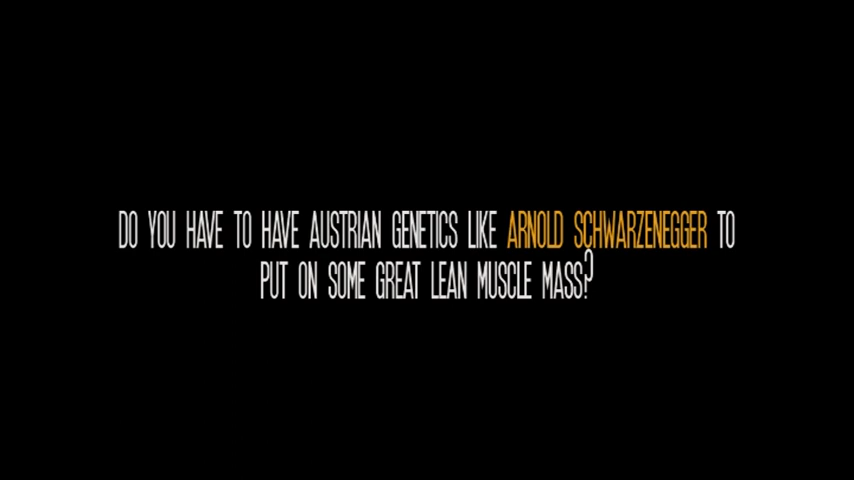 DO YOU HAVE TO HAVE AUSTRIAN GENETICS LIKE ARNOLD SCHWARZENEGGER TO
PUT ON SOME GREAT LEAN MUSCLE MASS?